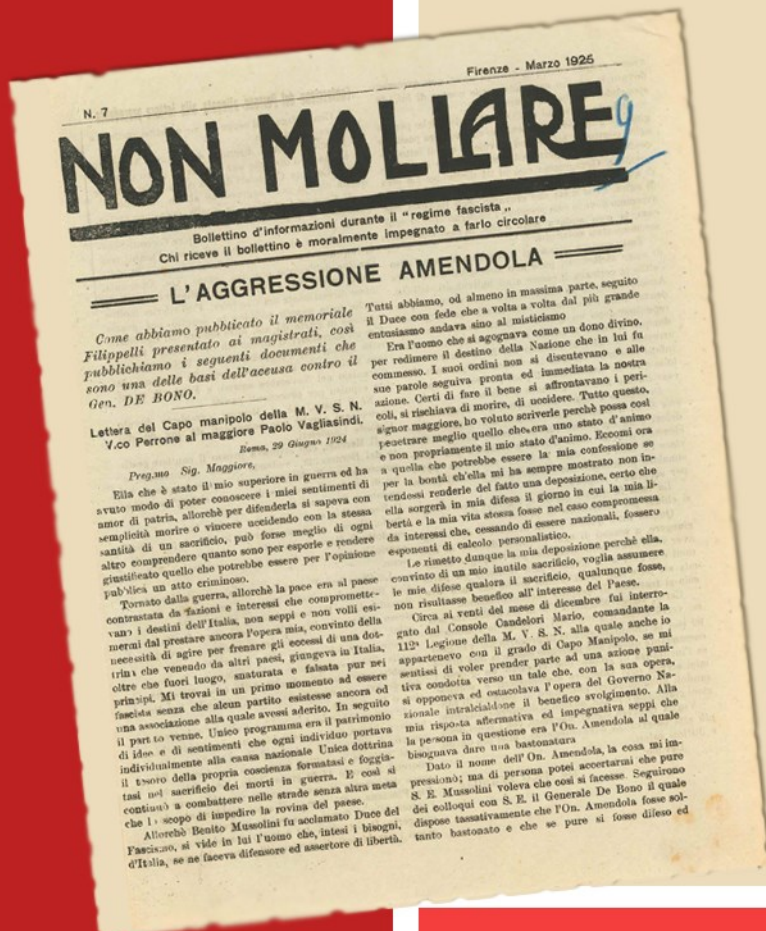 N. 7
Firenze - Marzo 1925
NON MOLLARE
9
Bollettino d'informazioni durante il "regime fascista „
Chi riceve il bollettino è moralmente impegnato a farlo circolare
L'AGGRESSIONE AMENDOLA
Come abbiamo pubblicato il memoriale
Filippelli presentato ai magistrati, così
pubblichiamo i seguenti documenti che
sono una delle basi dell'accusa contro il
Gen. DE BONO.
Lettera del Capo manipolo della M. V. S. N.
V.co Perrone al maggiore Paolo Vagliasindi.
Roma, 29 Giugno 1924
Preg.mo Sig. Maggiore,
Ella che è stato il mio superiore in guerra ed ha
avuto modo di poter conoscere i miei sentimenti di
amor di patria, allorchè per difenderla si sapeva con
semplicità morire o vincere uccidendo con la stessa
santità di un sacrificio, può forse meglio di ogni
altro comprendere quanto sono per esporle e rendere
giustificato quello che potrebbe essere per l'opinione
pubblica un atto criminoso.
Tornato dalla guerra, allorchè la pace era al paese
contrastata da fazioni e interessi che compromette-
vano i destini dell'Italia, non seppi e non volli esi-
mermi dal prestare ancora l'opera mia, convinto della
necessità di agire per frenare gli eccessi di una dot-
trina che venendo da altri paesi, giungeva in Italia,
oltre che fuori luogo, snaturata e falsata pur nei
principi. Mi trovai in un primo momento ad essere
fascista senza che alcun partito esistesse ancora od
una associazione alla quale avessi aderito. In seguito
il partito venne. Unico programma era il patrimonio
di idee e di sentimenti che ogni individuo portava
individualmente alla causa nazionale Unica dottrina
il tesoro della propria coscienza formatasi e foggia-
tasi nel sacrificio dei morti in guerra. E così si
continuò a combattere nelle strade senza altra meta
che lo scopo di impedire la rovina del paese.
Allorchè Benito Mussolini fu acclamato Duce del
Fascismo, si vide in lui l'uomo che, intesi i bisogni,
d'Italia, se ne faceva difensore ed assertore di libertà.
Tutti abbiamo, od almeno in massima parte, seguito
il Duce con fede che a volta a volta dal più grande
entusiasmo andava sino al misticismo
Era l'uomo che si agognava come un dono divino,
per redimere il destino della Nazione che in lui fu
commesso. I suoi ordini non si discutevano e alle
sue parole seguiva pronta ed immediata la nostra
azione. Certi di fare il bene si affrontavano i peri-
coli, si rischiava di morire, di uccidere. Tutto questo,
signor maggiore, ho voluto scriverle perchè possa così
penetrare meglio quello che era uno stato d'animo
e non propriamente il mio stato d'animo. Eccomi ora
a quella che potrebbe essere la mia confessione se
per la bontà ch'ella mi ha sempre mostrato non in-
tendessi renderle del fatto una deposizione, certo che
ella sorgerà in mia difesa il giorno in cui la mia li-
bertà e la mia vita stessa fosse nel caso compromessa
da interessi che, cessando di essere nazionali, fossero
esponenti di calcolo personalistico.
Le rimetto dunque la mia deposizione perchè ella,
convinto di un mio inutile sacrificio, voglia assumere
le mie difese qualora il sacrificio, qualunque fosse,
non risultasse benefico all'interesse del Paese.
Circa ai venti del mese di dicembre fui interro-
gato dal Console Candelori Mario, comandante la
112ª Legione della M. V. S. N. alla quale anche io
appartenevo con il grado di Capo Manipolo, se mi
sentissi di voler prender parte ad una azione puni-
tiva condotta verso un tale che, con la sua opera,
si opponeva ed ostacolava l'opera del Governo Na-
zionale intralciandone il benefico svolgimento. Alla
mia risposta affermativa ed impegnativa seppi che
la persona in questione era l'On. Amendola al quale
bisognava dare una bastonatura
Dato il nome dell'On. Amendola, la cosa mi im-
pressionò; ma di persona potei accertarmi che pure
S. E. Mussolini voleva che così si facesse. Seguirono
dei colloqui con S. E. il Generale De Bono il quale
dispose tassativamente che l'On. Amendola fosse sol-
tanto bastonato e che se pure si fosse difeso ed